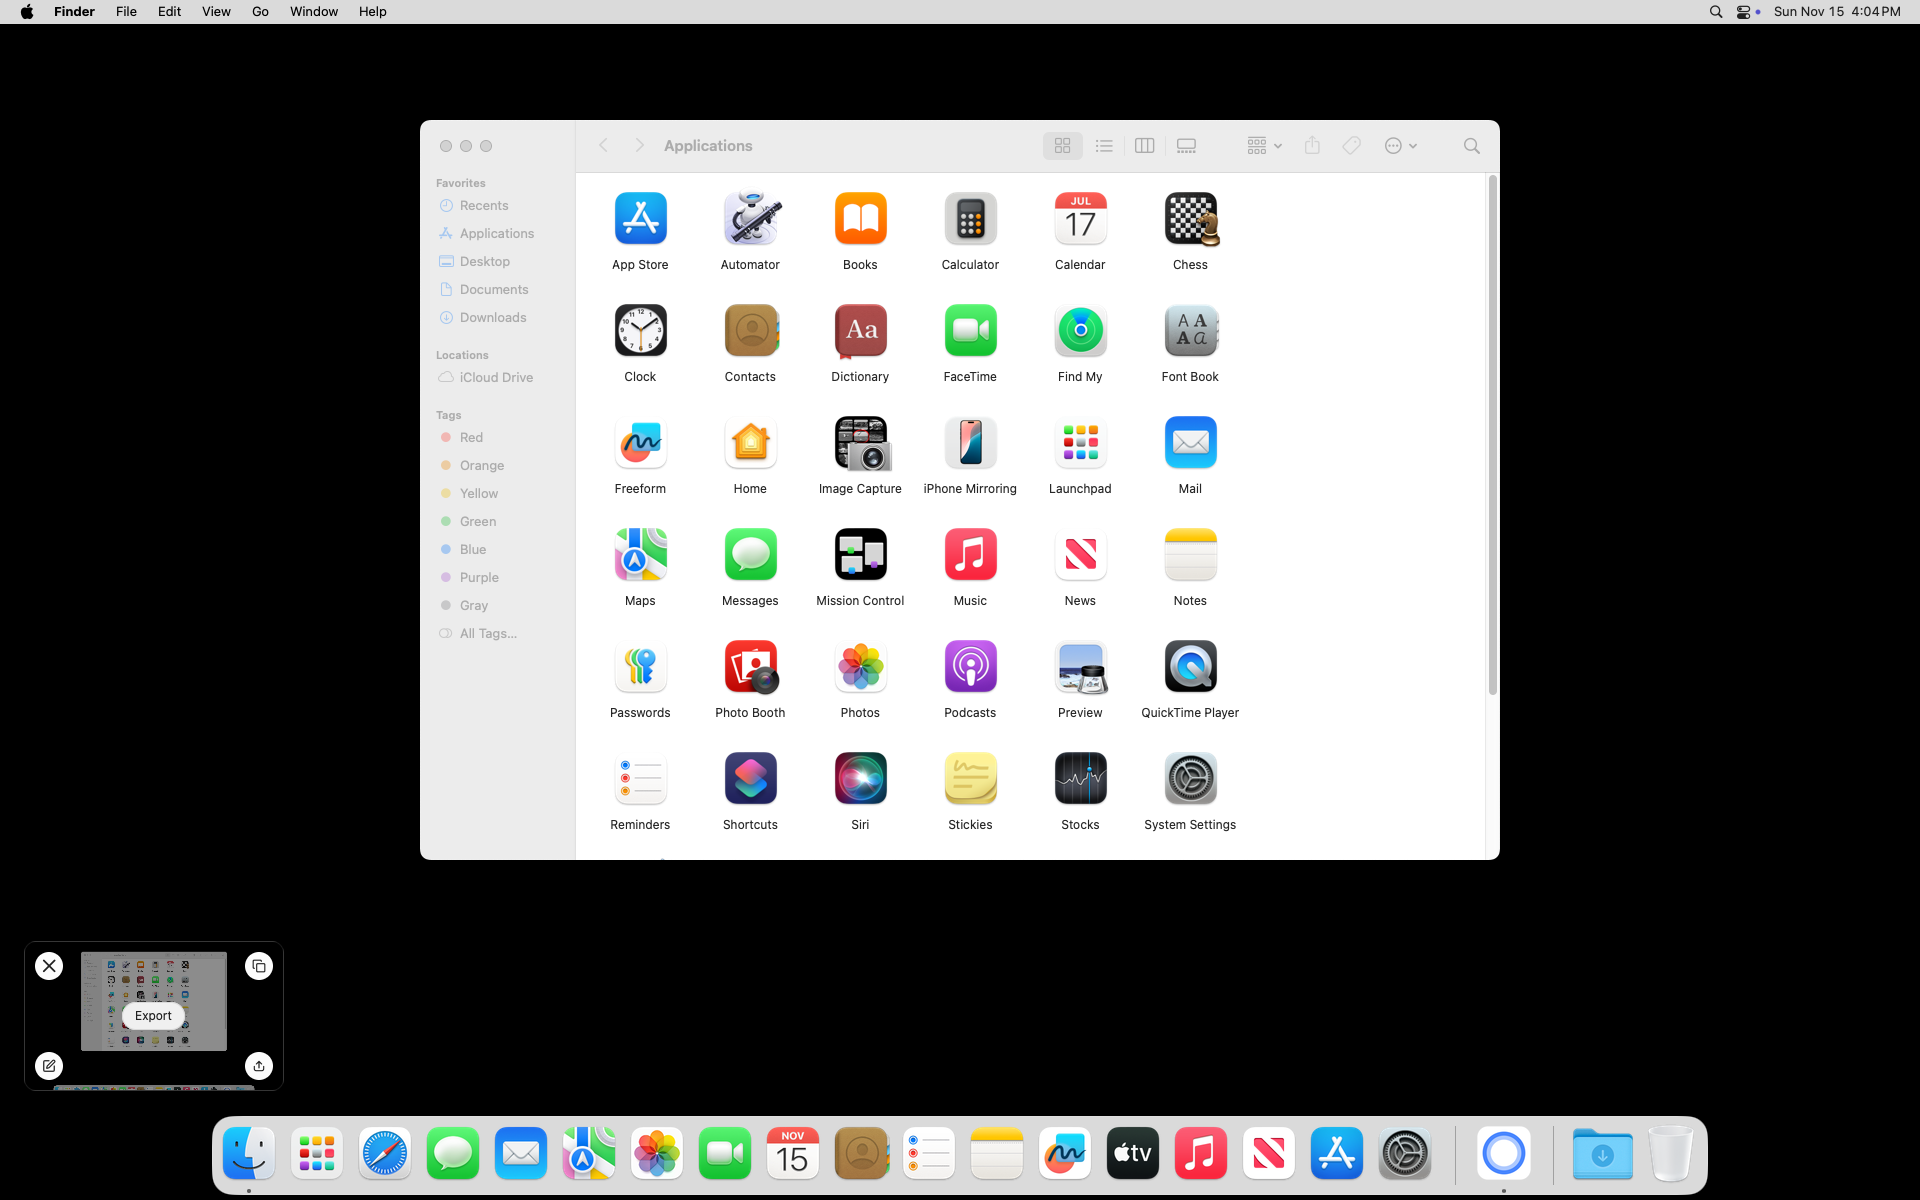 Finder File Edit View Go Window Help
Sun Nov 15 4:04 PM
Applications
Favorites
Recents
Applications
Desktop
Documents
Downloads
Locations
iCloud Drive
Tags
Red
Orange
Yellow
Green
Blue
Purple
Gray
All Tags...
JUL
17
App Store Automator Books Calculator Calendar Chess
Aa
A A
A a
Clock Contacts Dictionary FaceTime Find My Font Book
Freeform Home Image Capture iPhone Mirroring Launchpad Mail
Maps Messages Mission Control Music News Notes
Passwords Photo Booth Photos Podcasts Preview QuickTime Player
Reminders Shortcuts Siri Stickies Stocks System Settings
Export
NOV
15
tv